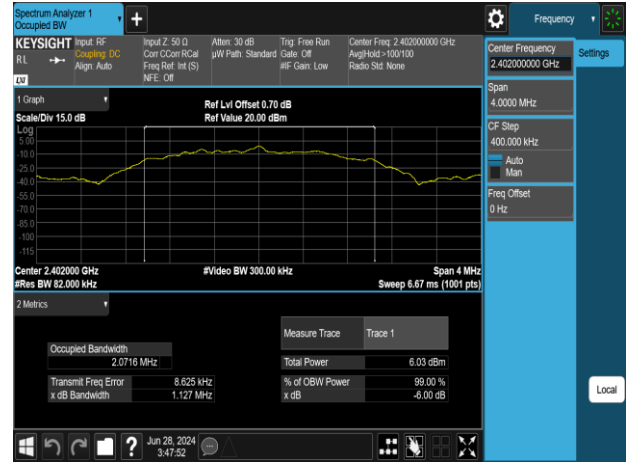 Spectrum Analyzer 1
Occupied BW
Frequency
KEYSIGHT
RL
LXI
Input: RF
Coupling: DC
Align: Auto
Input Z: 50 Ω
Corr CCorr RCal
Freq Ref: Int (S)
NFE: Off
Atten: 30 dB
µW Path: Standard
Trig: Free Run
Gate: Off
#IF Gain: Low
Center Freq: 2.402000000 GHz
Avg|Hold:>100/100
Radio Std: None
Center Frequency
2.402000000 GHz
Settings
Span
4.0000 MHz
CF Step
400.000 kHz
Auto
Man
Freq Offset
0 Hz
Local
1 Graph
Scale/Div 15.0 dB
Ref Lvl Offset 0.70 dB
Ref Value 20.00 dBm
Log
5.00
-10.0
-25.0
-40.0
-55.0
-70.0
-85.0
-100
-115
Center 2.402000 GHz
#Video BW 300.00 kHz
Span 4 MHz
#Res BW 82.000 kHz
Sweep 6.67 ms (1001 pts)
2 Metrics
Measure Trace Trace 1
Occupied Bandwidth
2.0716 MHz
Total Power 6.03 dBm
Transmit Freq Error 8.625 kHz
% of OBW Power 99.00 %
x dB Bandwidth 1.127 MHz
x dB -6.00 dB
?
Jun 28, 2024
3:47:52